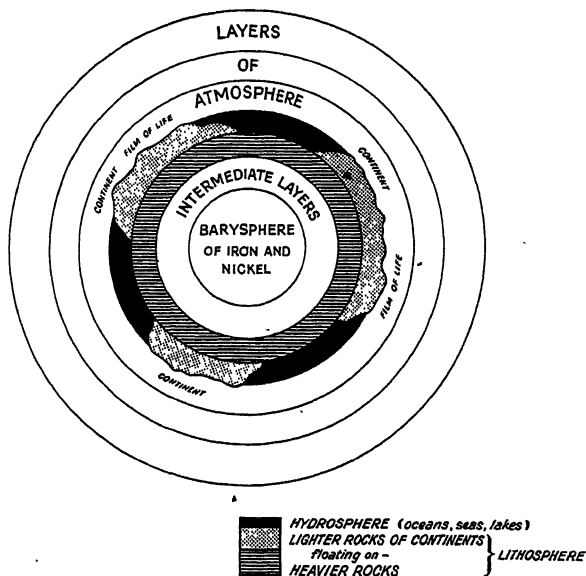 LAYERS
OF
ATMOSPHERE
FILM OF LIFE
CONTINENT
CONTINENT
INTERMEDIATE LAYERS
BARYSPHERE
OF IRON AND
NICKEL
FILM OF LIFE
CONTINENT
HYDROSPHERE (oceans, seas, lakes)
LIGHTER ROCKS OF CONTINENTS
floating on -
LITHOSPHERE
HEAVIER ROCKS